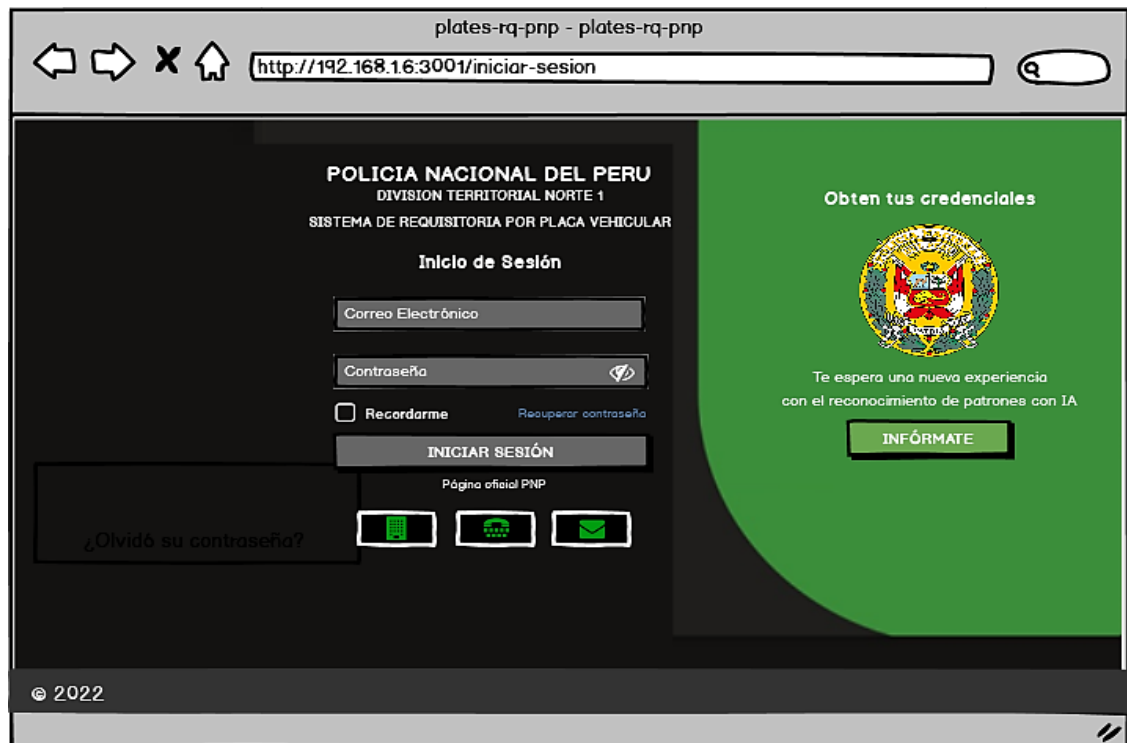 plates-rq-pnp - plates-rq-pnp
http://192.168.1.6:3001/iniciar-sesion
POLICIA NACIONAL DEL PERU
DIVISION TERRITORIAL NORTE 1
SISTEMA DE REQUISITORIA POR PLACA VEHICULAR
Inicio de Sesión
Correo Electrónico
Contraseña
Recordarme
Recuperar contraseña
INICIAR SESIÓN
Página oficial PNP
¿Olvidó su contraseña?
Obten tus credenciales
Te espera una nueva experiencia
con el reconocimiento de patrones con IA
INFÓRMATE
© 2022